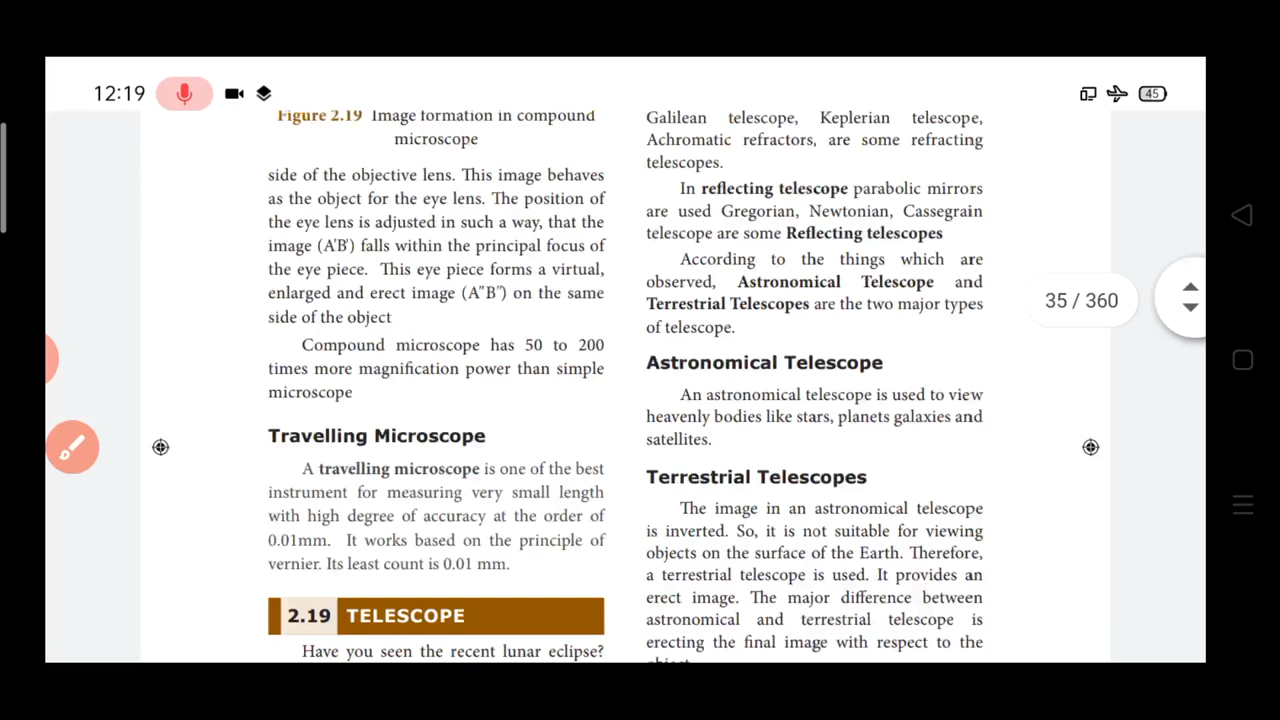 12:19
45
Figure 2.19 Image formation in compound
microscope
side of the objective lens. This image behaves
as the object for the eye lens. The position of
the eye lens is adjusted in such a way, that the
image (A'B') falls within the principal focus of
the eye piece. This eye piece forms a virtual,
enlarged and erect image (A"B") on the same
side of the object
Compound microscope has 50 to 200
times more magnification power than simple
microscope
Travelling Microscope
A travelling microscope is one of the best
instrument for measuring very small length
with high degree of accuracy at the order of
0.01mm. It works based on the principle of
vernier. Its least count is 0.01 mm.
2.19 TELESCOPE
Have you seen the recent lunar eclipse?
Galilean telescope, Keplerian telescope,
Achromatic refractors, are some refracting
telescopes.
In reflecting telescope parabolic mirrors
are used Gregorian, Newtonian, Cassegrain
telescope are some Reflecting telescopes
According to the things which are
observed, Astronomical Telescope and
Terrestrial Telescopes are the two major types
of telescope.
Astronomical Telescope
An astronomical telescope is used to view
heavenly bodies like stars, planets galaxies and
satellites.
Terrestrial Telescopes
The image in an astronomical telescope
is inverted. So, it is not suitable for viewing
objects on the surface of the Earth. Therefore,
a terrestrial telescope is used. It provides an
erect image. The major difference between
astronomical and terrestrial telescope is
erecting the final image with respect to the
35 / 360